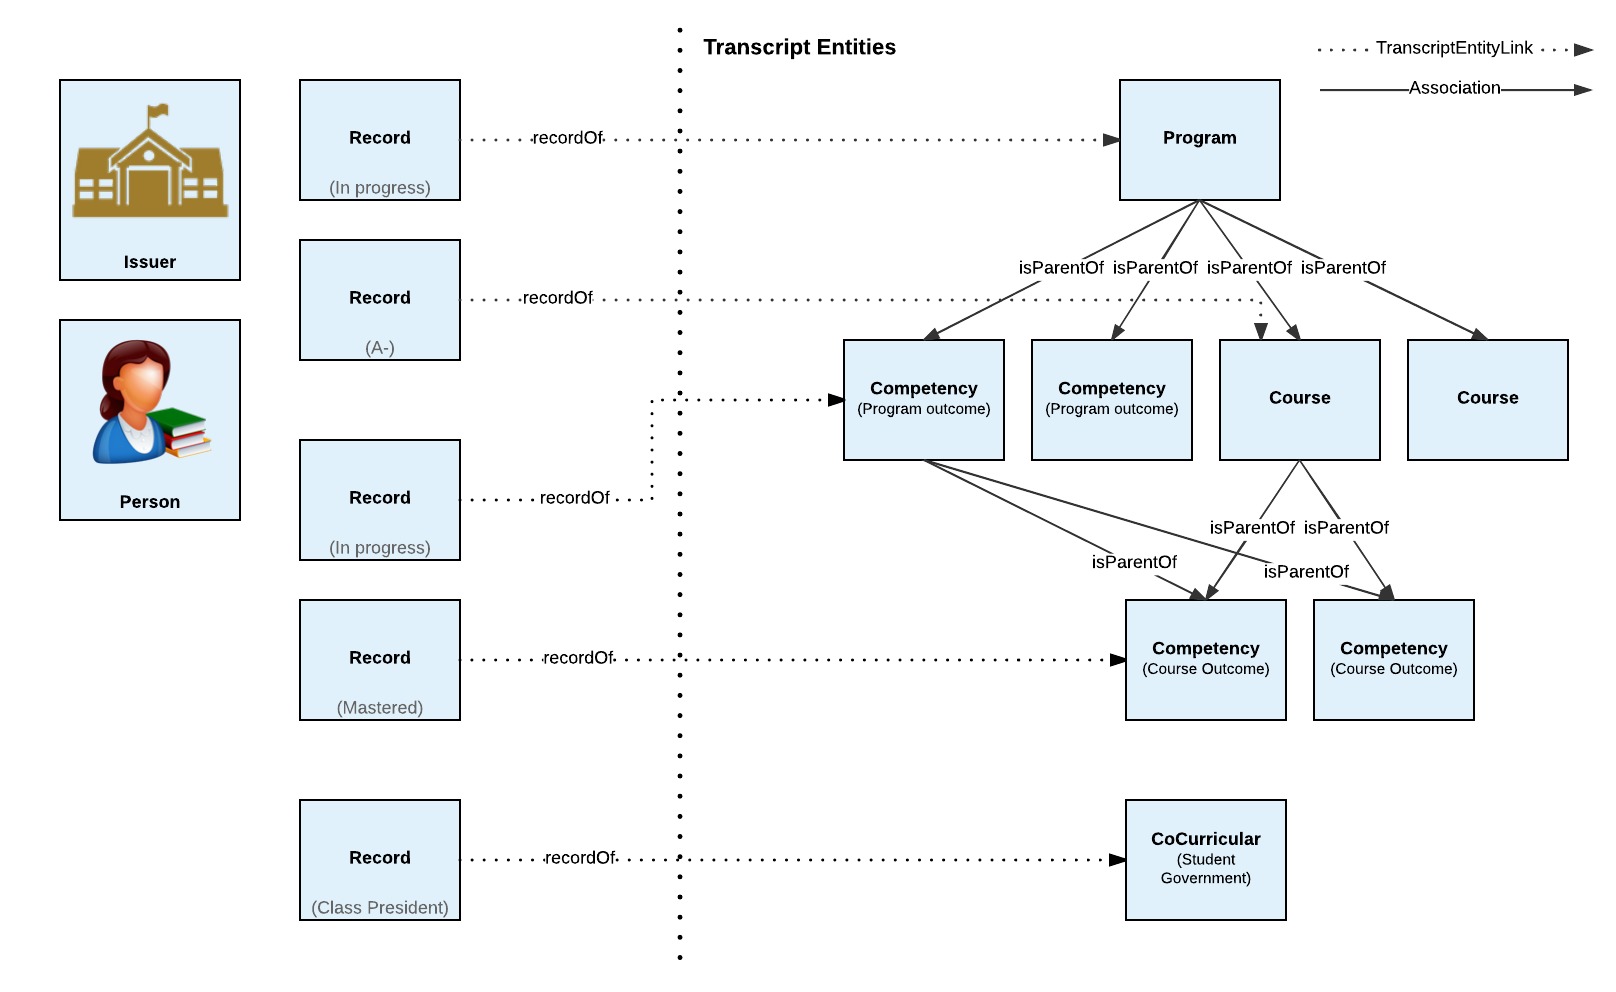 Transcript Entities
TranscriptEntityLink
Association
Issuer
Person
Record
(In progress)
recordOf
Program
isParentOf isParentOf isParentOf isParentOf
Record
(A-)
recordOf
Competency
(Program outcome)
Competency
(Program outcome)
Course
Course
Record
(In progress)
recordOf
isParentOf isParentOf
isParentOf
isParentOf
Record
(Mastered)
recordOf
Competency
(Course Outcome)
Competency
(Course Outcome)
Record
(Class President)
recordOf
CoCurricular
(Student
Government)